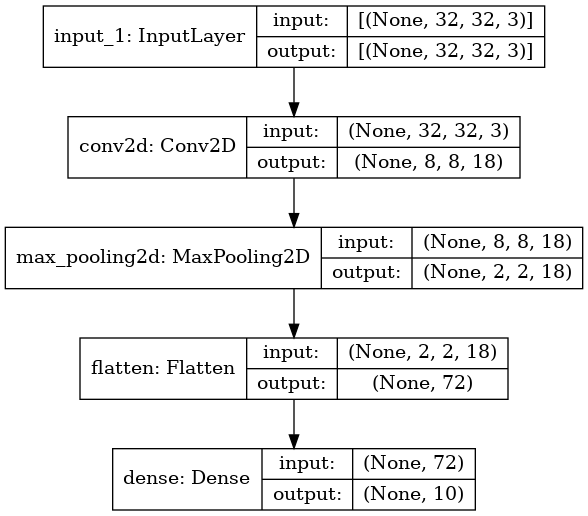 input_1: InputLayer
input: [(None, 32, 32, 3)]
output: [(None, 32, 32, 3)]
conv2d: Conv2D
input: (None, 32, 32, 3)
output: (None, 8, 8, 18)
max_pooling2d: MaxPooling2D
input: (None, 8, 8, 18)
output: (None, 2, 2, 18)
flatten: Flatten
input: (None, 2, 2, 18)
output: (None, 72)
dense: Dense
input: (None, 72)
output: (None, 10)